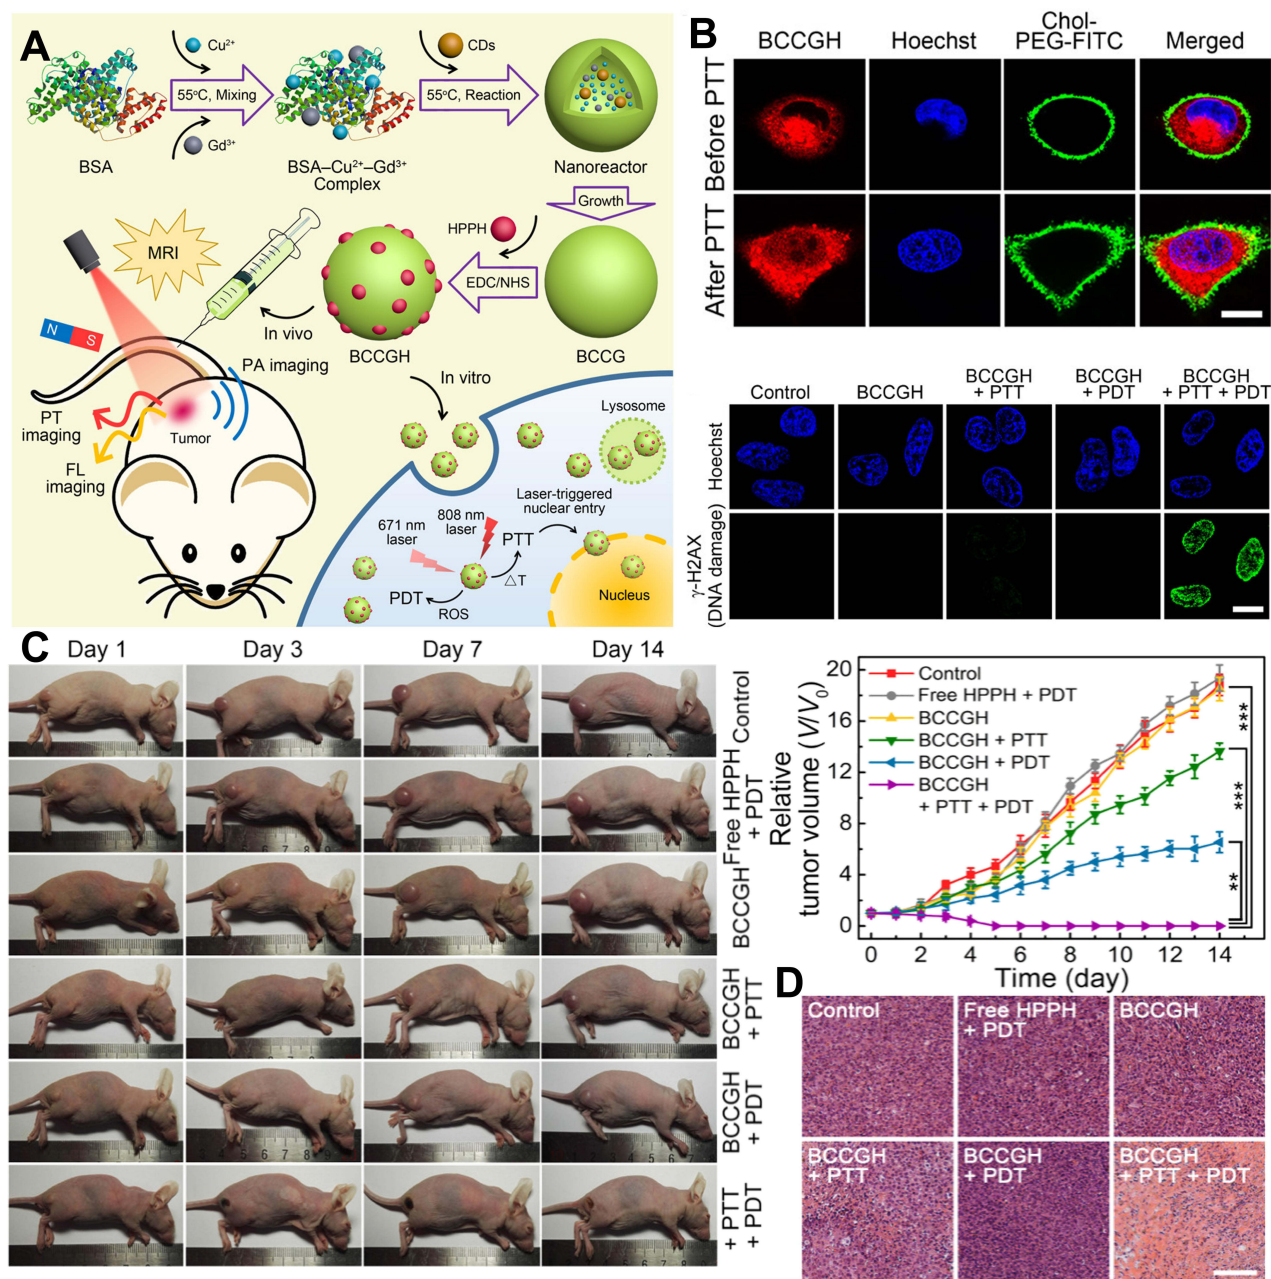 A
BSA
Cu²⁺
55°C, Mixing
Gd³⁺
BSA–Cu²⁺–Gd³⁺
Complex
CDs
55°C, Reaction
Nanoreactor
Growth
HPPH
EDC/NHS
BCCGH
BCCG
MRI
In vivo
N
S
PA imaging
PT
imaging
FL
imaging
Tumor
In vitro
Lysosome
Laser-triggered
nuclear entry
671 nm
laser
808 nm
laser
PTT
△T
PDT
ROS
Nucleus
B
BCCGH
Hoechst
Chol-
PEG-FITC
Merged
Before PTT
After PTT
Control
BCCGH
BCCGH
+ PTT
BCCGH
+ PDT
BCCGH
+ PTT + PDT
Hoechst
γ-H2AX
(DNA damage)
C
Day 1
Day 3
Day 7
Day 14
Control
Free HPPH
+ PDT
BCCGH
BCCGH
+ PTT
BCCGH
+ PDT
+ PTT
+ PDT
Relative
tumor volume (V/V₀)
20
16
12
8
4
0
Control
Free HPPH + PDT
BCCGH
BCCGH + PTT
BCCGH + PDT
BCCGH
+ PTT + PDT
***
***
**
0
2
4
6
8
10
12
14
Time (day)
D
Control
Free HPPH
+ PDT
BCCGH
BCCGH
+ PTT
BCCGH
+ PDT
BCCGH
+ PTT + PDT